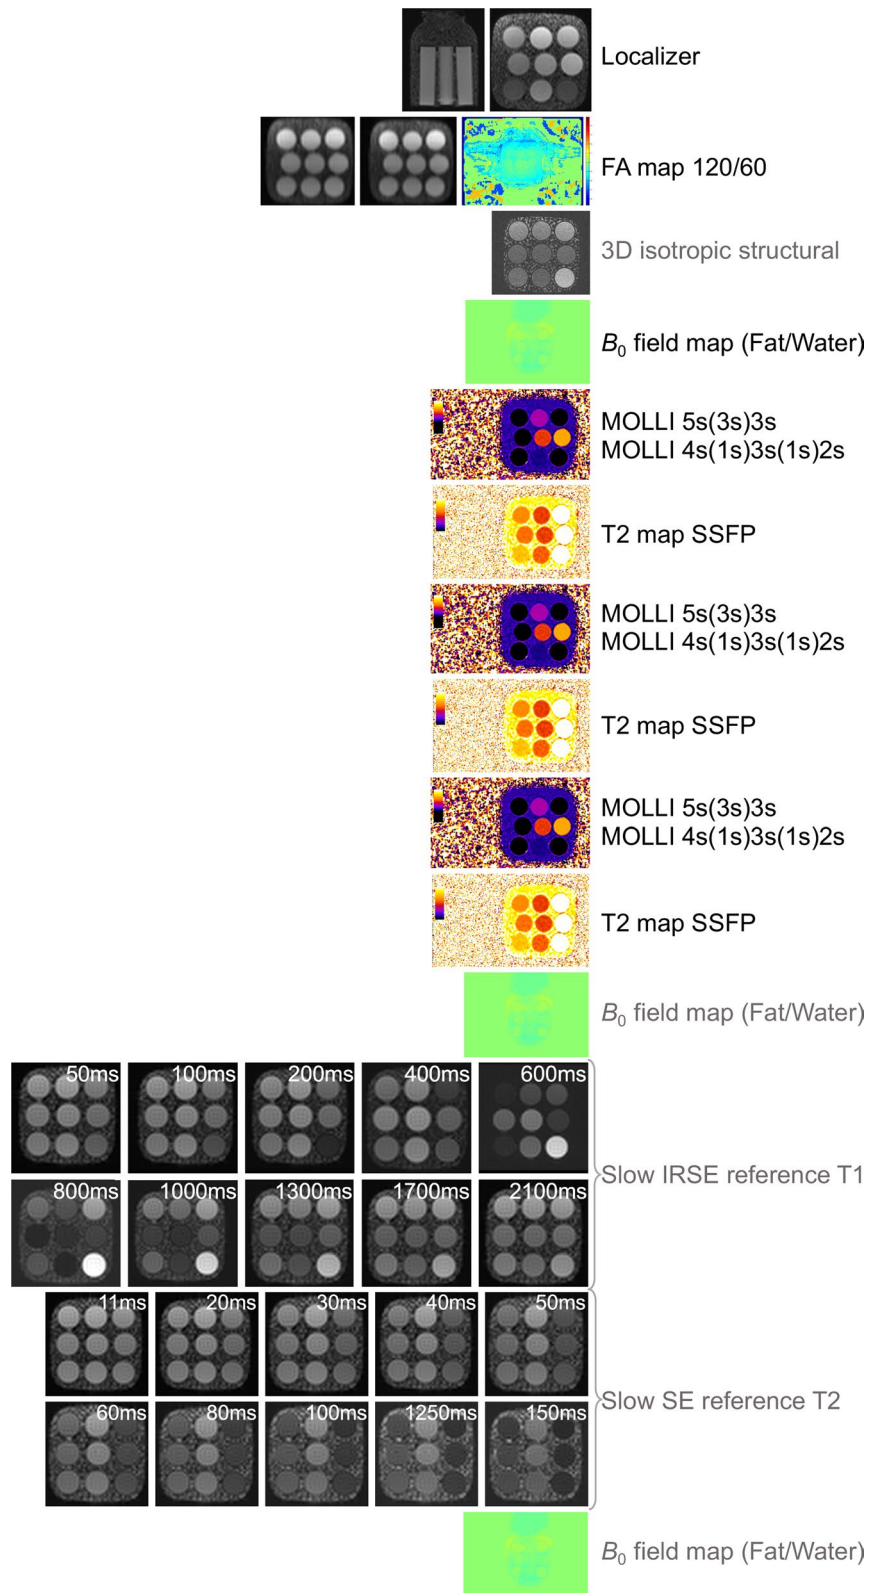 Localizer
FA map 120/60
3D isotropic structural
B0 field map (Fat/Water)
MOLLI 5s(3s)3s
MOLLI 4s(1s)3s(1s)2s
T2 map SSFP
MOLLI 5s(3s)3s
MOLLI 4s(1s)3s(1s)2s
T2 map SSFP
MOLLI 5s(3s)3s
MOLLI 4s(1s)3s(1s)2s
T2 map SSFP
B0 field map (Fat/Water)
50ms 100ms 200ms 400ms 600ms
Slow IRSE reference T1
800ms 1000ms 1300ms 1700ms 2100ms
11ms 20ms 30ms 40ms 50ms
Slow SE reference T2
60ms 80ms 100ms 1250ms 150ms
B0 field map (Fat/Water)